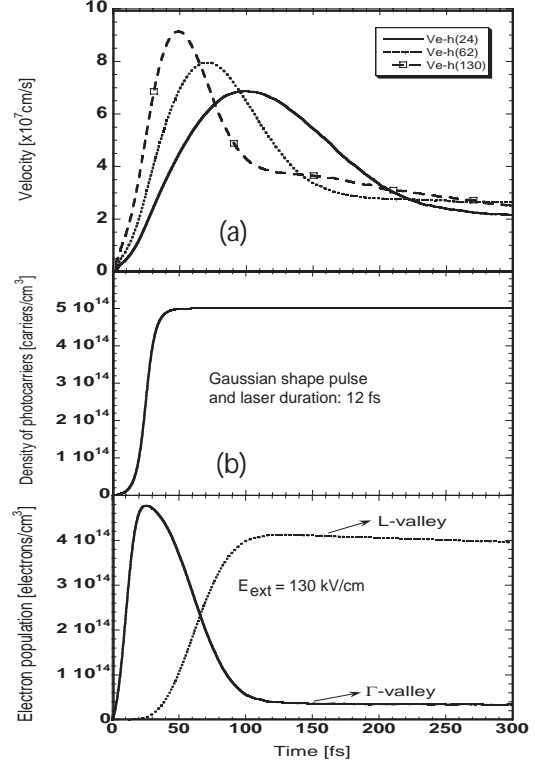 10
8
6
4
2
0
Velocity [x10⁷cm/s]
Ve-h(24)
Ve-h(62)
Ve-h(130)
(a)
5 10¹⁴
4 10¹⁴
3 10¹⁴
2 10¹⁴
1 10¹⁴
0
Density of photocarriers [carriers/cm³]
Gaussian shape pulse
and laser duration: 12 fs
(b)
4 10¹⁴
3 10¹⁴
2 10¹⁴
1 10¹⁴
0
Electron population [electrons/cm³]
L-valley
E_ext = 130 kV/cm
Γ-valley
0 50 100 150 200 250 300
Time [fs]